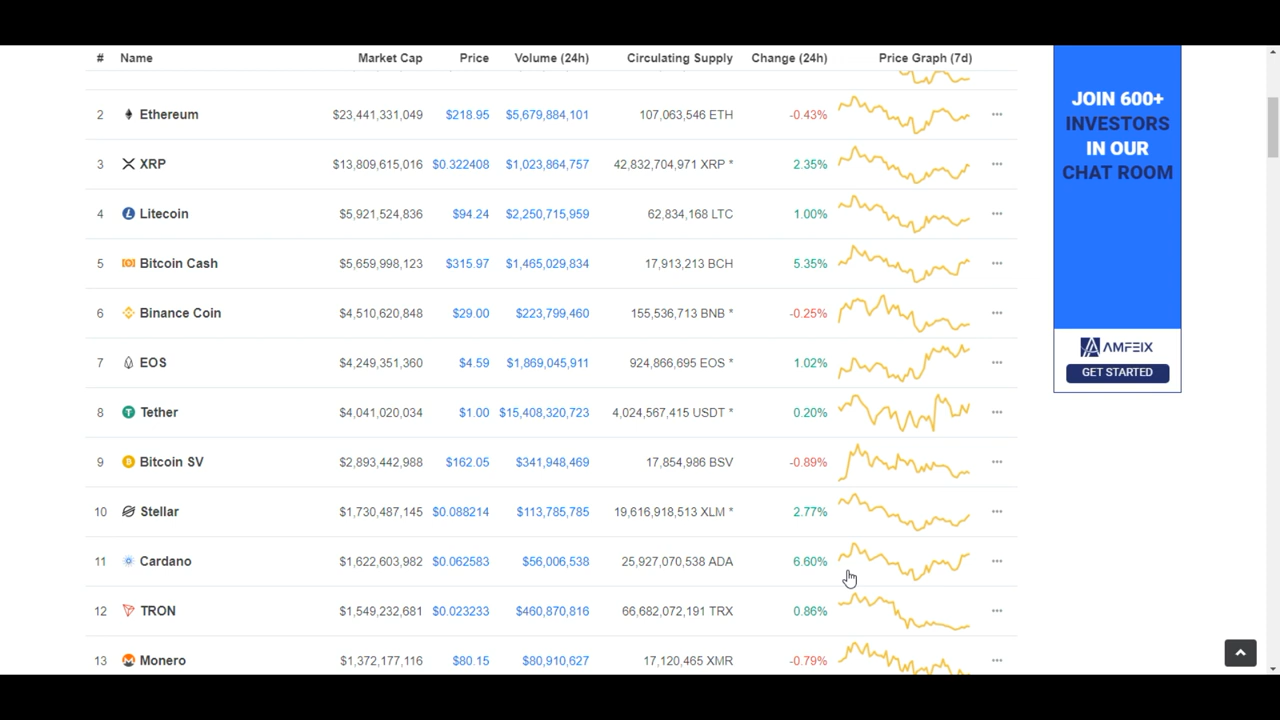 # Name Market Cap Price Volume (24h) Circulating Supply Change (24h) Price Graph (7d)
2 Ethereum $23,441,331,049 $218.95 $5,679,884,101 107,063,546 ETH -0.43%
3 XRP $13,809,615,016 $0.322408 $1,023,864,757 42,832,704,971 XRP * 2.35%
4 Litecoin $5,921,524,836 $94.24 $2,250,715,959 62,834,168 LTC 1.00%
5 Bitcoin Cash $5,659,998,123 $315.97 $1,465,029,834 17,913,213 BCH 5.35%
6 Binance Coin $4,510,620,848 $29.00 $223,799,460 155,536,713 BNB * -0.25%
7 EOS $4,249,351,360 $4.59 $1,869,045,911 924,866,695 EOS * 1.02%
8 Tether $4,041,020,034 $1.00 $15,408,320,723 4,024,567,415 USDT * 0.20%
9 Bitcoin SV $2,893,442,988 $162.05 $341,948,469 17,854,986 BSV -0.89%
10 Stellar $1,730,487,145 $0.088214 $113,785,785 19,616,918,513 XLM * 2.77%
11 Cardano $1,622,603,982 $0.062583 $56,006,538 25,927,070,538 ADA 6.60%
12 TRON $1,549,232,681 $0.023233 $460,870,816 66,682,072,191 TRX 0.86%
13 Monero $1,372,177,116 $80.15 $80,910,627 17,120,465 XMR -0.79%
JOIN 600+
INVESTORS
IN OUR
CHAT ROOM
AMFEIX
GET STARTED